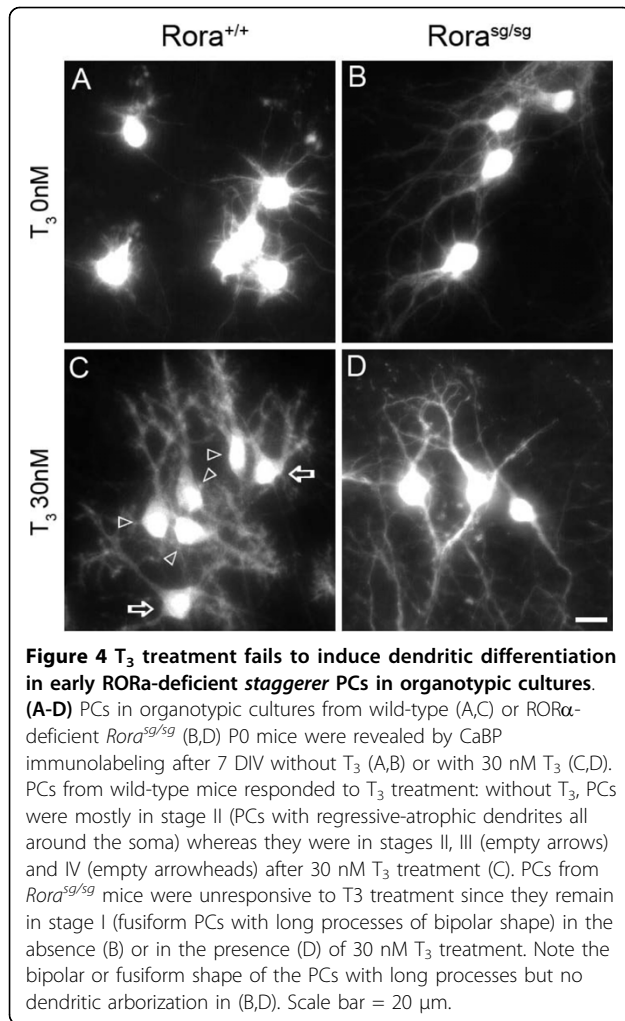 Rora+/+ Rorasg/sg
A B
T3 0nM
C D
T3 30nM
Figure 4 T3 treatment fails to induce dendritic differentiation
in early RORa-deficient staggerer PCs in organotypic cultures.
(A-D) PCs in organotypic cultures from wild-type (A,C) or RORα-
deficient Rorasg/sg (B,D) P0 mice were revealed by CaBP
immunolabeling after 7 DIV without T3 (A,B) or with 30 nM T3 (C,D).
PCs from wild-type mice responded to T3 treatment: without T3, PCs
were mostly in stage II (PCs with regressive-atrophic dendrites all
around the soma) whereas they were in stages II, III (empty arrows)
and IV (empty arrowheads) after 30 nM T3 treatment (C). PCs from
Rorasg/sg mice were unresponsive to T3 treatment since they remain
in stage I (fusiform PCs with long processes of bipolar shape) in the
absence (B) or in the presence (D) of 30 nM T3 treatment. Note the
bipolar or fusiform shape of the PCs with long processes but no
dendritic arborization in (B,D). Scale bar = 20 μm.